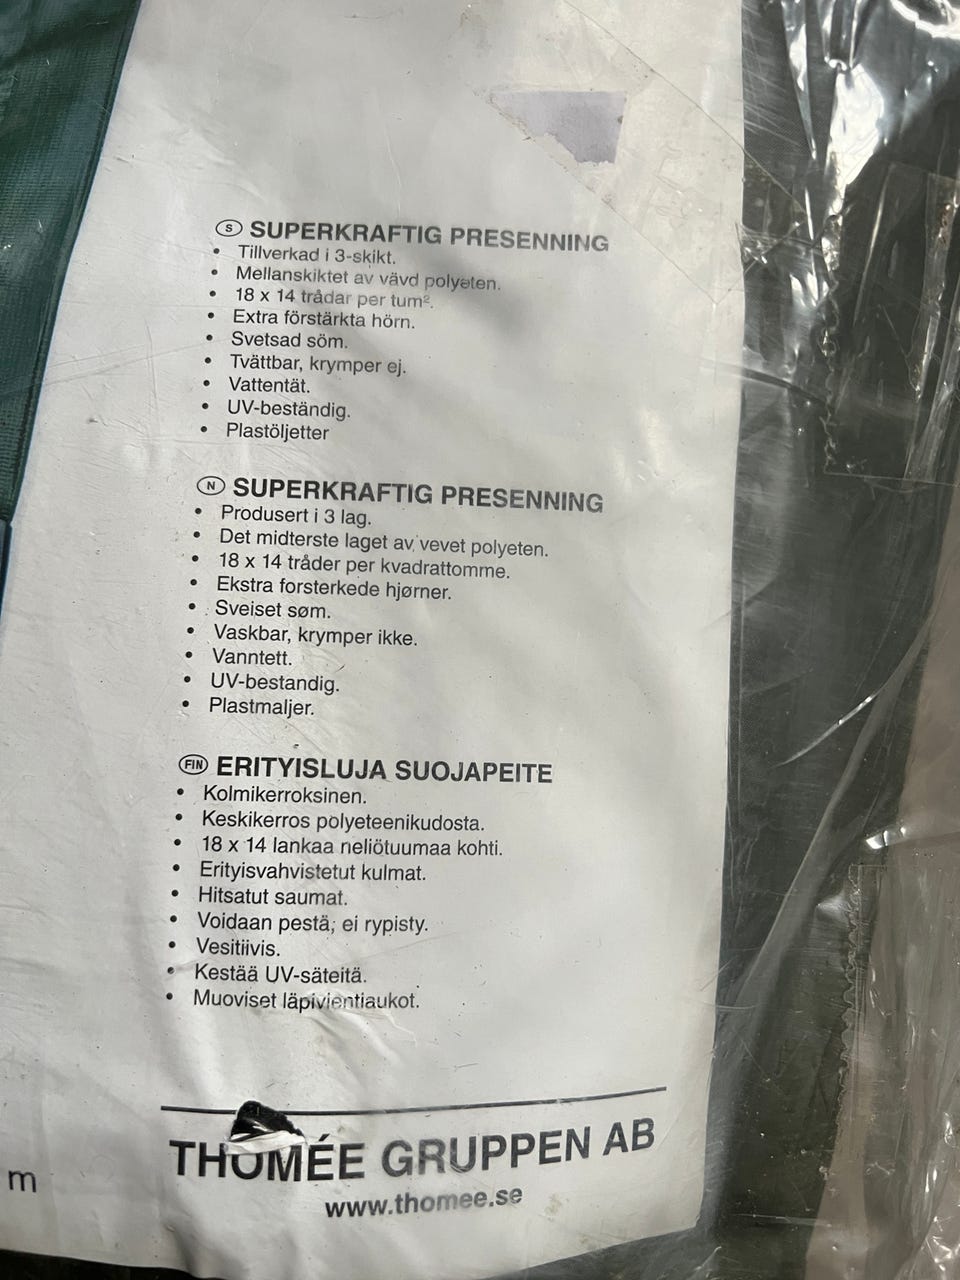 S SUPERKRAFTIG PRESENNING
• Tillverkad i 3-skikt.
• Mellanskiktet av vävd polyeten.
• 18 x 14 trådar per tum².
• Extra förstärkta hörn.
• Svetsad söm.
• Tvättbar, krymper ej.
• Vattentät.
• UV-beständig.
• Plastöljetter
N SUPERKRAFTIG PRESENNING
• Produsert i 3 lag.
• Det midterste laget av vevet polyeten.
• 18 x 14 tråder per kvadrattomme.
• Ekstra forsterkede hjørner.
• Sveiset søm.
• Vaskbar, krymper ikke.
• Vanntett.
• UV-bestandig.
• Plastmaljer.
FIN ERITYISLUJA SUOJAPEITE
• Kolmikerroksinen.
• Keskikerros polyeteenikudosta.
• 18 x 14 lankaa neliötuumaa kohti.
• Erityisvahvistetut kulmat.
• Hitsatut saumat.
• Voidaan pestä; ei rypisty.
• Vesitiivis.
• Kestää UV-säteitä.
• Muoviset läpivientiaukot.
THOMÉE GRUPPEN AB
www.thomee.se
m